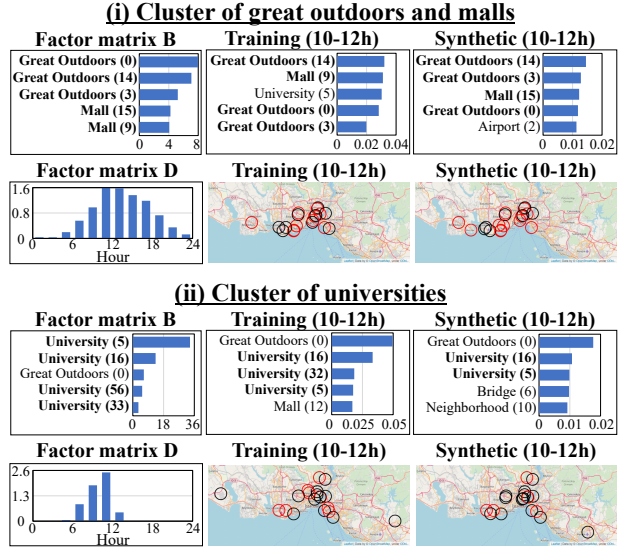 (i) Cluster of great outdoors and malls
Factor matrix B
Great Outdoors (0)
Great Outdoors (14)
Great Outdoors (3)
Mall (15)
Mall (9)
0 4 8
Training (10-12h)
Great Outdoors (14)
Mall (9)
University (5)
Great Outdoors (0)
Great Outdoors (3)
0 0.02 0.04
Synthetic (10-12h)
Great Outdoors (14)
Great Outdoors (3)
Mall (15)
Great Outdoors (0)
Airport (2)
0 0.01 0.02
Factor matrix D
1.6
0.8
0
0 6 12 18 24
Hour
Training (10-12h)
Synthetic (10-12h)
(ii) Cluster of universities
Factor matrix B
University (5)
University (16)
Great Outdoors (0)
University (56)
University (33)
0 18 36
Training (10-12h)
Great Outdoors (0)
University (16)
University (32)
University (5)
Mall (12)
0.00 0.05
Synthetic (10-12h)
Great Outdoors (0)
University (16)
University (5)
Bridge (6)
Neighborhood (10)
0 0.01 0.02
Factor matrix D
2.6
1.3
0
0 6 12 18 24
Hour
Training (10-12h)
Synthetic (10-12h)